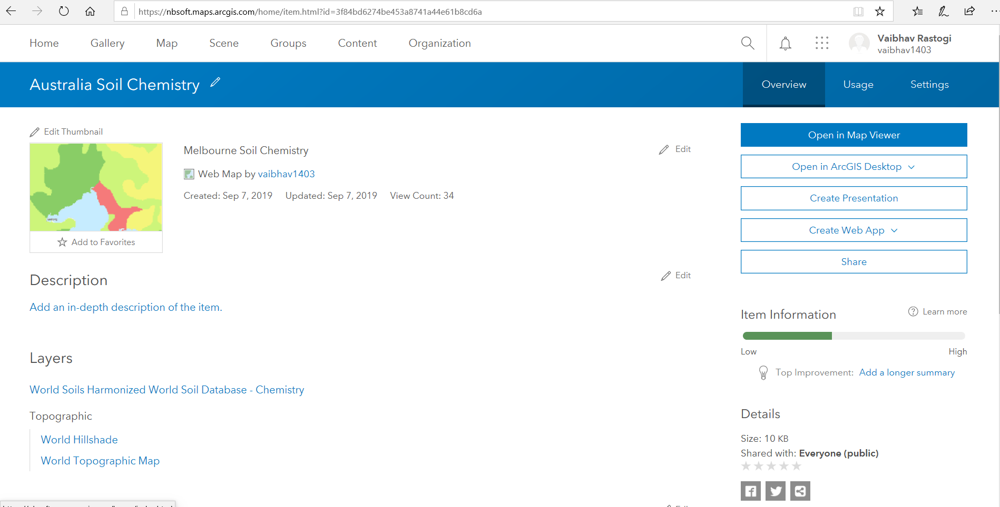 https://nbsoft.maps.arcgis.com/home/item.html?id=3f84bd6274be453a8741a44e61b8cd6a
Home Gallery Map Scene Groups Content Organization
Vaibhav Rastogi
vaibhav1403
Australia Soil Chemistry
Overview Usage Settings
Edit Thumbnail
Melbourne Soil Chemistry
Edit
Web Map by vaibhav1403
Created: Sep 7, 2019 Updated: Sep 7, 2019 View Count: 34
Add to Favorites
Description
Edit
Add an in-depth description of the item.
Layers
World Soils Harmonized World Soil Database - Chemistry
Topographic
World Hillshade
World Topographic Map
Open in Map Viewer
Open in ArcGIS Desktop
Create Presentation
Create Web App
Share
Item Information
Learn more
Low High
Top Improvement: Add a longer summary
Details
Size: 10 KB
Shared with: Everyone (public)